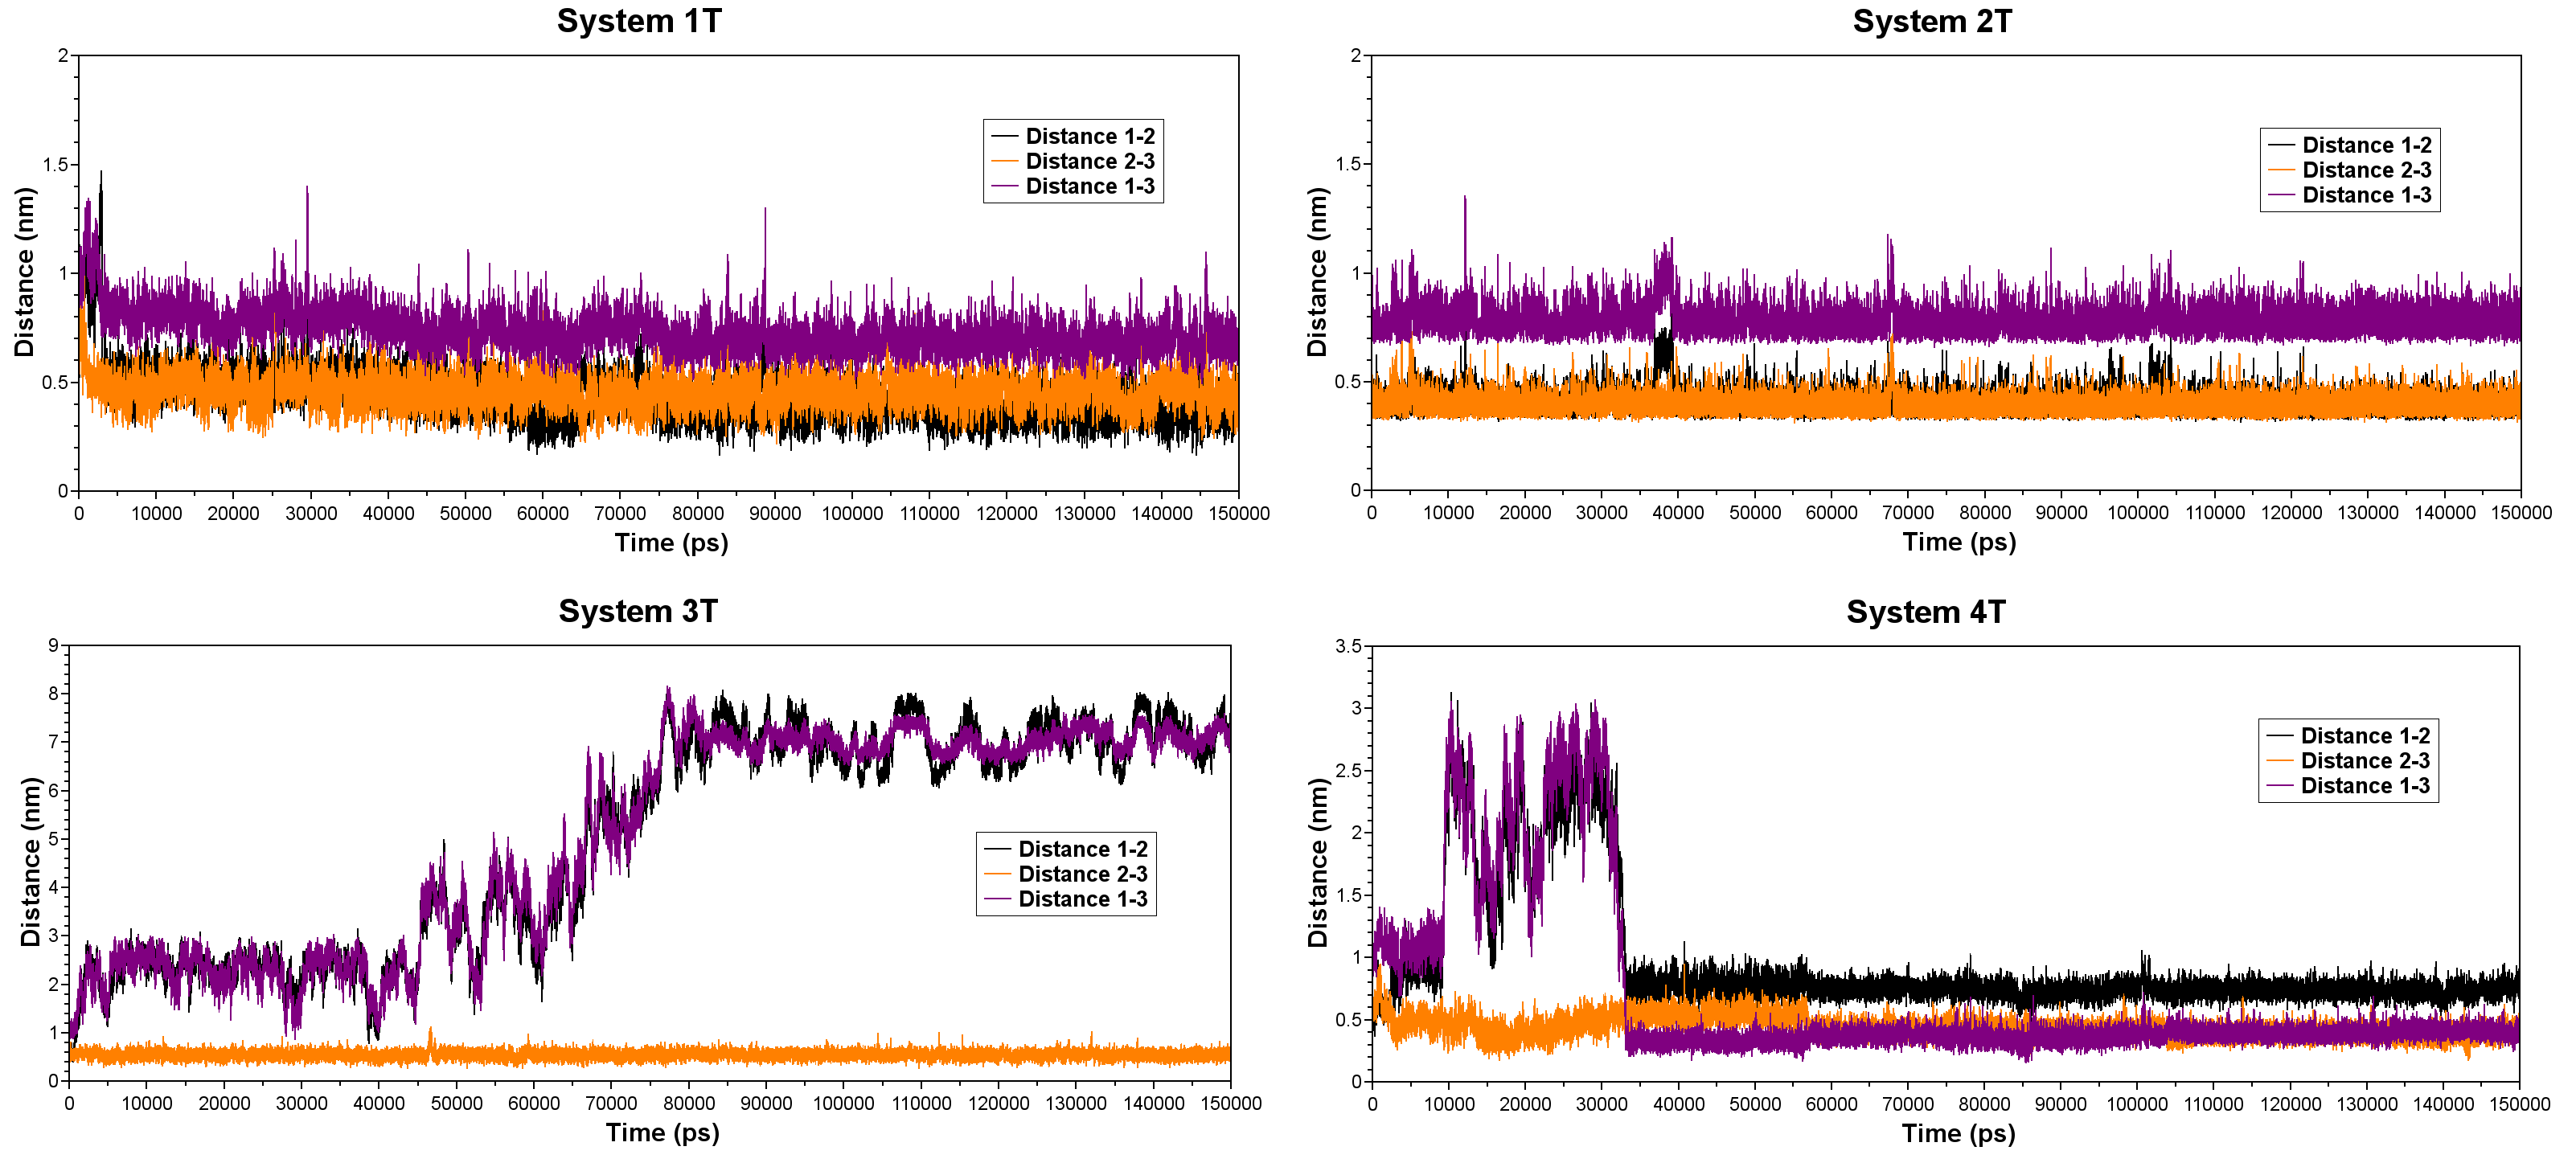 System 1T
2
1.5
1
0.5
0
Distance (nm)
Distance 1-2
Distance 2-3
Distance 1-3
0 10000 20000 30000 40000 50000 60000 70000 80000 90000 100000 110000 120000 130000 140000 150000
Time (ps)
System 2T
2
1.5
1
0.5
0
Distance (nm)
Distance 1-2
Distance 2-3
Distance 1-3
0 10000 20000 30000 40000 50000 60000 70000 80000 90000 100000 110000 120000 130000 140000 150000
Time (ps)
System 3T
9
8
7
6
5
4
3
2
1
0
Distance (nm)
Distance 1-2
Distance 2-3
Distance 1-3
0 10000 20000 30000 40000 50000 60000 70000 80000 90000 100000 110000 120000 130000 140000 150000
Time (ps)
System 4T
3.5
3
2.5
2
1.5
1
0.5
0
Distance (nm)
Distance 1-2
Distance 2-3
Distance 1-3
0 10000 20000 30000 40000 50000 60000 70000 80000 90000 100000 110000 120000 130000 140000 150000
Time (ps)